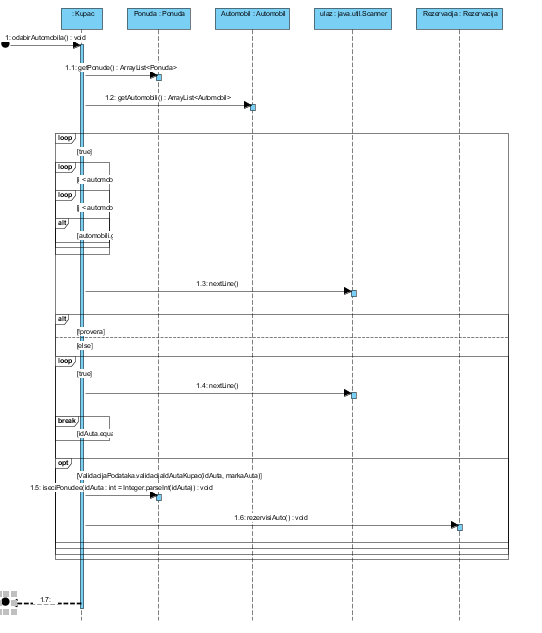 : Kupac
Ponuda : Ponuda
Automobil : Automobil
ulaz : java.util.Scanner
Rezervacija : Rezervacija
1: odabirAutomobila() : void
1.1: getPonude() : ArrayList<Ponuda>
1.2: getAutomobili() : ArrayList<Automobil>
loop
[true]
loop
< automob
loop
< automob
alt
[automobili.g
1.3: nextLine()
alt
[!provera]
[else]
loop
[true]
1.4: nextLine()
break
[idAuta.equa
opt
[ValidacijaPodataka.validacijaIdAutaKupac(idAuta, markaAuta)]
1.5: isecPonudee(idAuta : int = Integer.parseInt(idAuta)) : void
1.6: rezervisiAuto() : void
1.7: